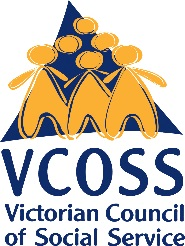 VCOSS
Victorian Council
of Social Service